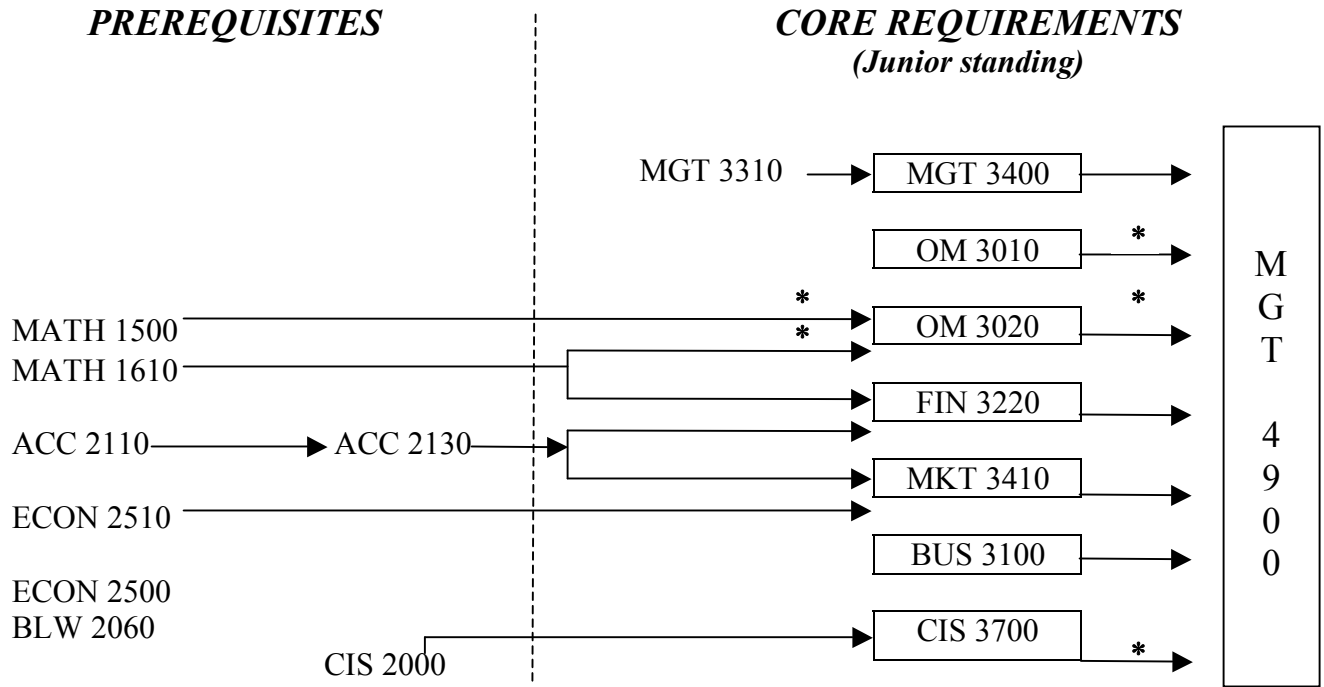 PREREQUISITES CORE REQUIREMENTS
(Junior standing)
MGT 3310 MGT 3400
OM 3010 *
* *
MATH 1500 * OM 3020
MATH 1610
FIN 3220
ACC 2110 ACC 2130
MKT 3410
ECON 2510
BUS 3100
ECON 2500
BLW 2060 CIS 3700
CIS 2000 *
M
G
T
4
9
0
0